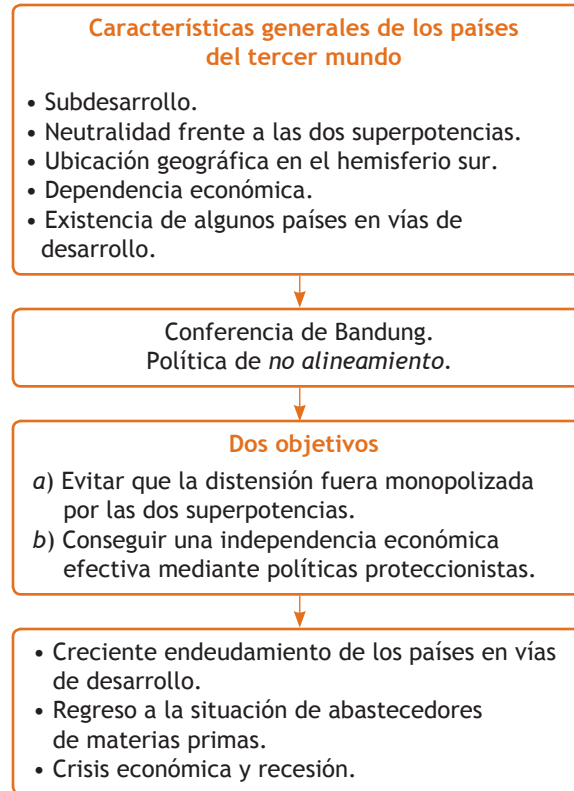 Características generales de los países
del tercer mundo
• Subdesarrollo.
• Neutralidad frente a las dos superpotencias.
• Ubicación geográfica en el hemisferio sur.
• Dependencia económica.
• Existencia de algunos países en vías de
desarrollo.
Conferencia de Bandung.
Política de no alineamiento.
Dos objetivos
a) Evitar que la distensión fuera monopolizada
por las dos superpotencias.
b) Conseguir una independencia económica
efectiva mediante políticas proteccionistas.
• Creciente endeudamiento de los países en vías
de desarrollo.
• Regreso a la situación de abastecedores
de materias primas.
• Crisis económica y recesión.